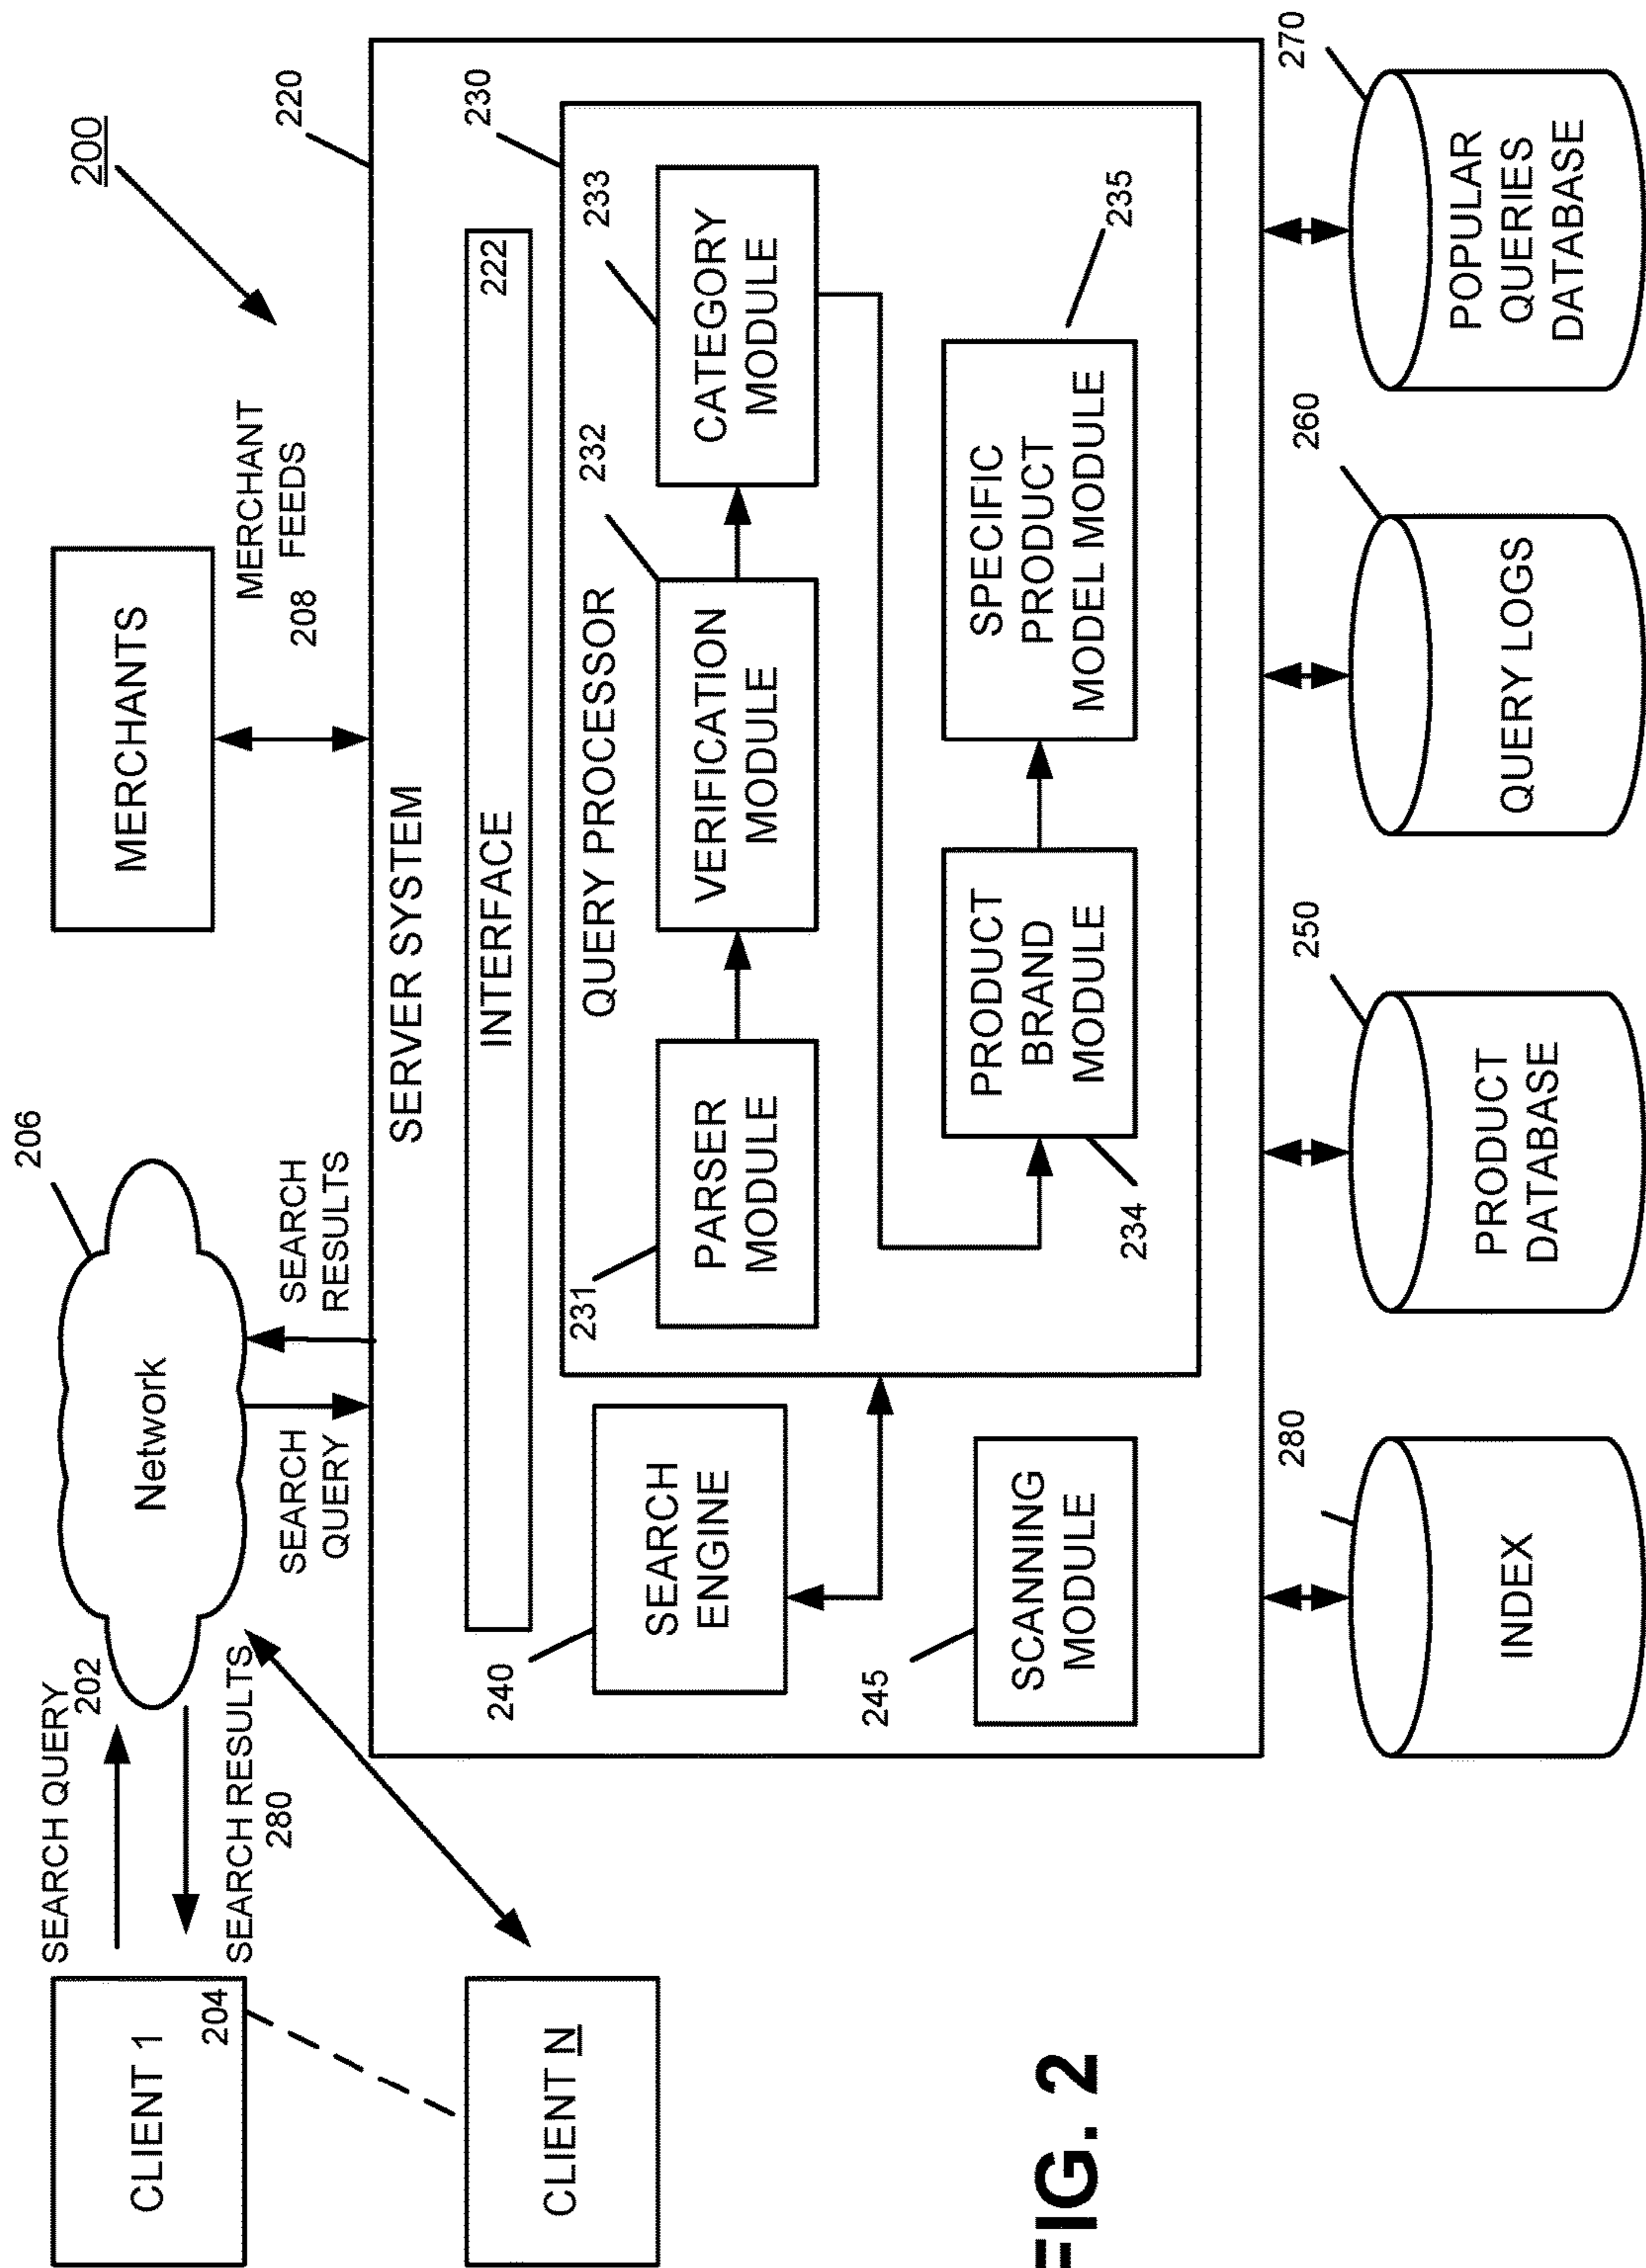 200
CLIENT 1
204
SEARCH QUERY
202
SEARCH RESULTS
280
CLIENT N
Network
206
SEARCH
QUERY
SEARCH
RESULTS
MERCHANTS
MERCHANT
FEEDS
208
220
SERVER SYSTEM
INTERFACE
222
230
QUERY PROCESSOR
240
SEARCH
ENGINE
245
SCANNING
MODULE
231
PARSER
MODULE
232
VERIFICATION
MODULE
233
CATEGORY
MODULE
234
PRODUCT
BRAND
MODULE
235
SPECIFIC
PRODUCT
MODEL MODULE
280
INDEX
250
PRODUCT
DATABASE
260
QUERY LOGS
270
POPULAR
QUERIES
DATABASE
FIG. 2